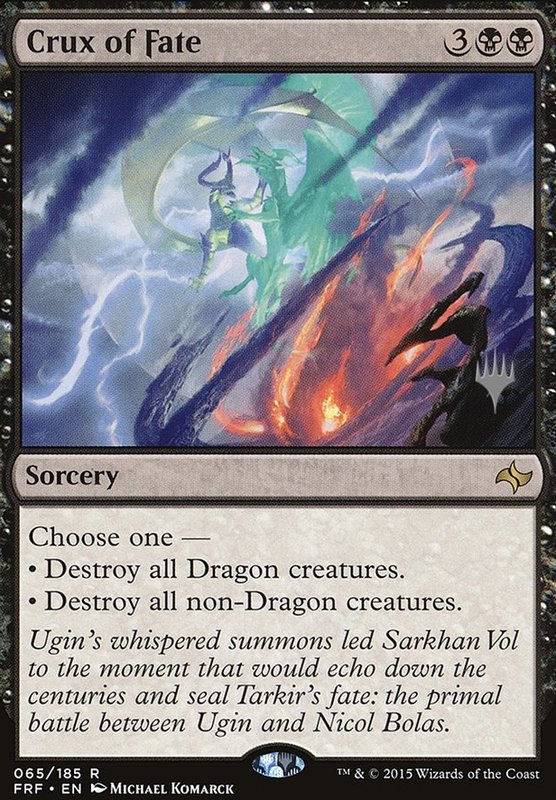 Crux of Fate 3
Sorcery
Choose one —
• Destroy all Dragon creatures.
• Destroy all non-Dragon creatures.
Ugin's whispered summons led Sarkhan Vol
to the moment that would echo down the
centuries and seal Tarkir's fate: the primal
battle between Ugin and Nicol Bolas.
065/185 R
FRF • EN Michael Komarck
™ & © 2015 Wizards of the Coast